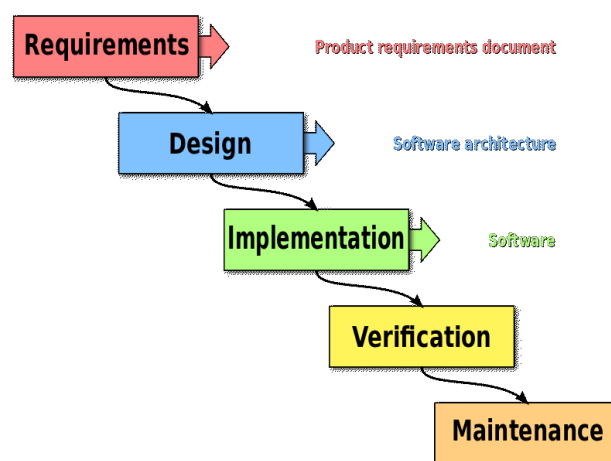 Requirements
Product requirements document
Design
Software architecture
Implementation
Software
Verification
Maintenance